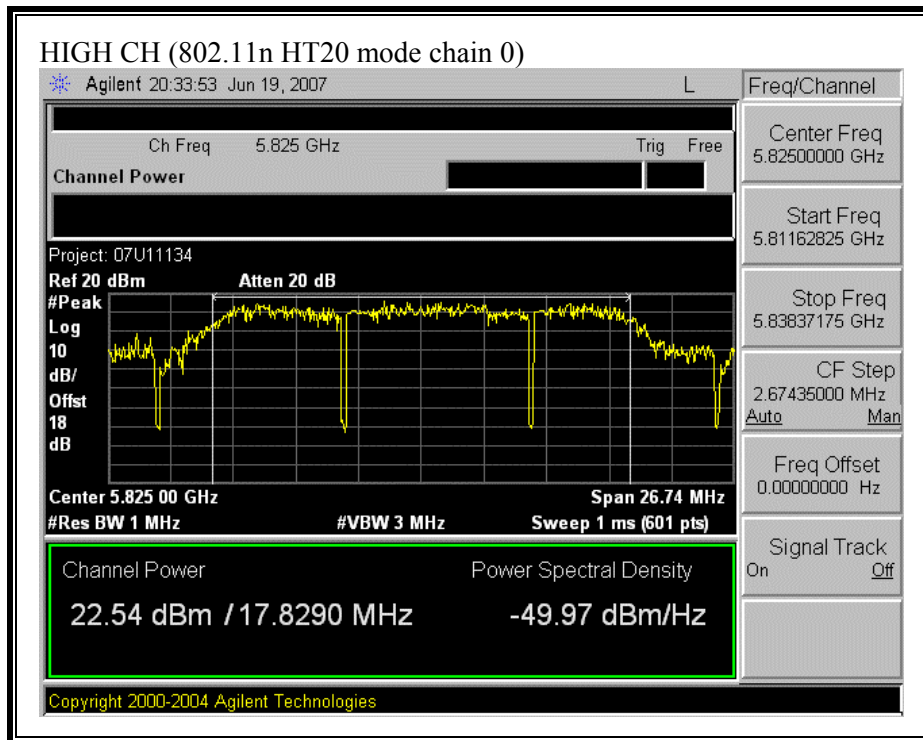 HIGH CH (802.11n HT20 mode chain 0)
Agilent 20:33:53 Jun 19, 2007 L
Freq/Channel
Ch Freq 5.825 GHz Trig Free
Channel Power
Center Freq
5.82500000 GHz
Start Freq
5.81162825 GHz
Stop Freq
5.83837175 GHz
CF Step
2.67435000 MHz
Auto Man
Freq Offset
0.00000000 Hz
Signal Track
On Off
Project: 07U11134
Ref 20 dBm Atten 20 dB
#Peak
Log
10
dB/
Offst
18
dB
Center 5.825 00 GHz Span 26.74 MHz
#Res BW 1 MHz #VBW 3 MHz Sweep 1 ms (601 pts)
Channel Power Power Spectral Density
22.54 dBm / 17.8290 MHz -49.97 dBm/Hz
Copyright 2000-2004 Agilent Technologies